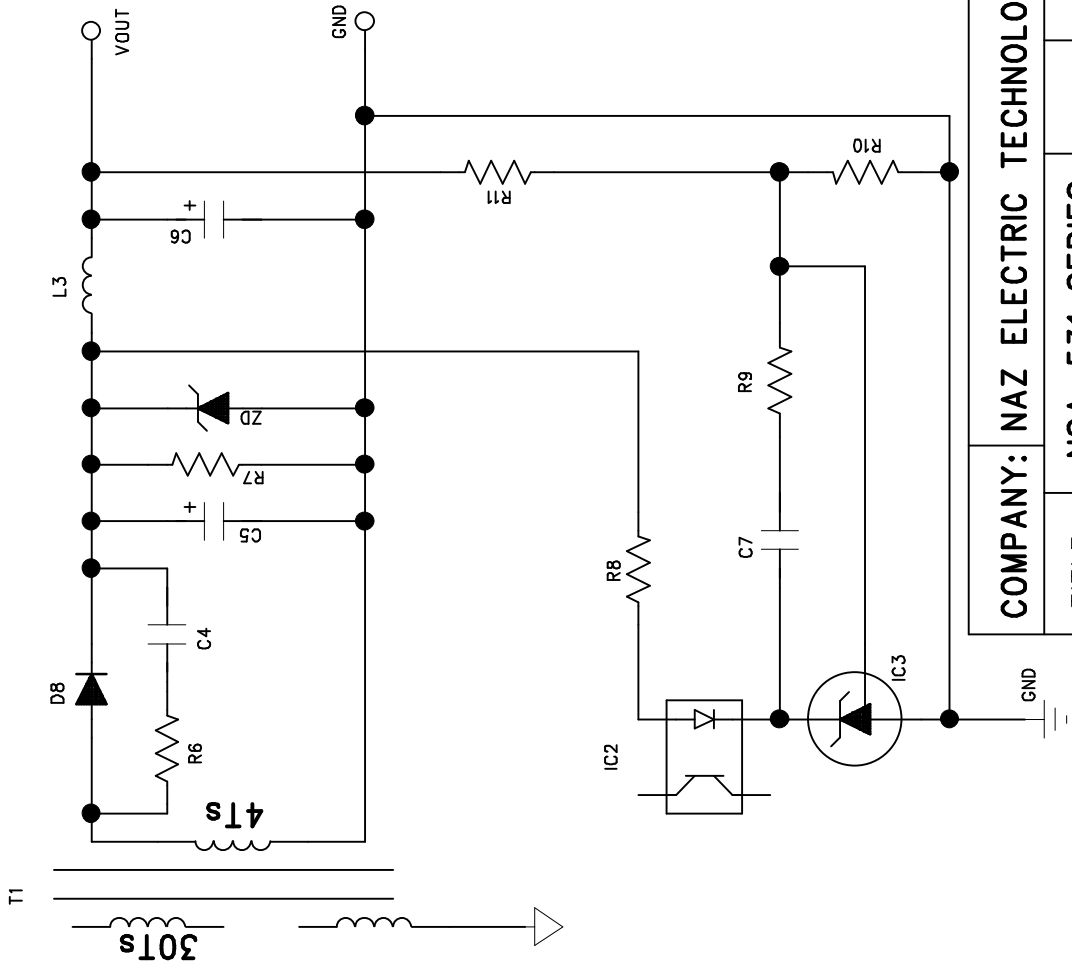 VOUT
GND
R10
R11
C6
L3
R9
ZD
R7
C5
C7
R8
C4
D8
IC3
GND
R6
IC2
4Ts
T1
30Ts
COMPANY: NAZ ELECTRIC TECHNOLO